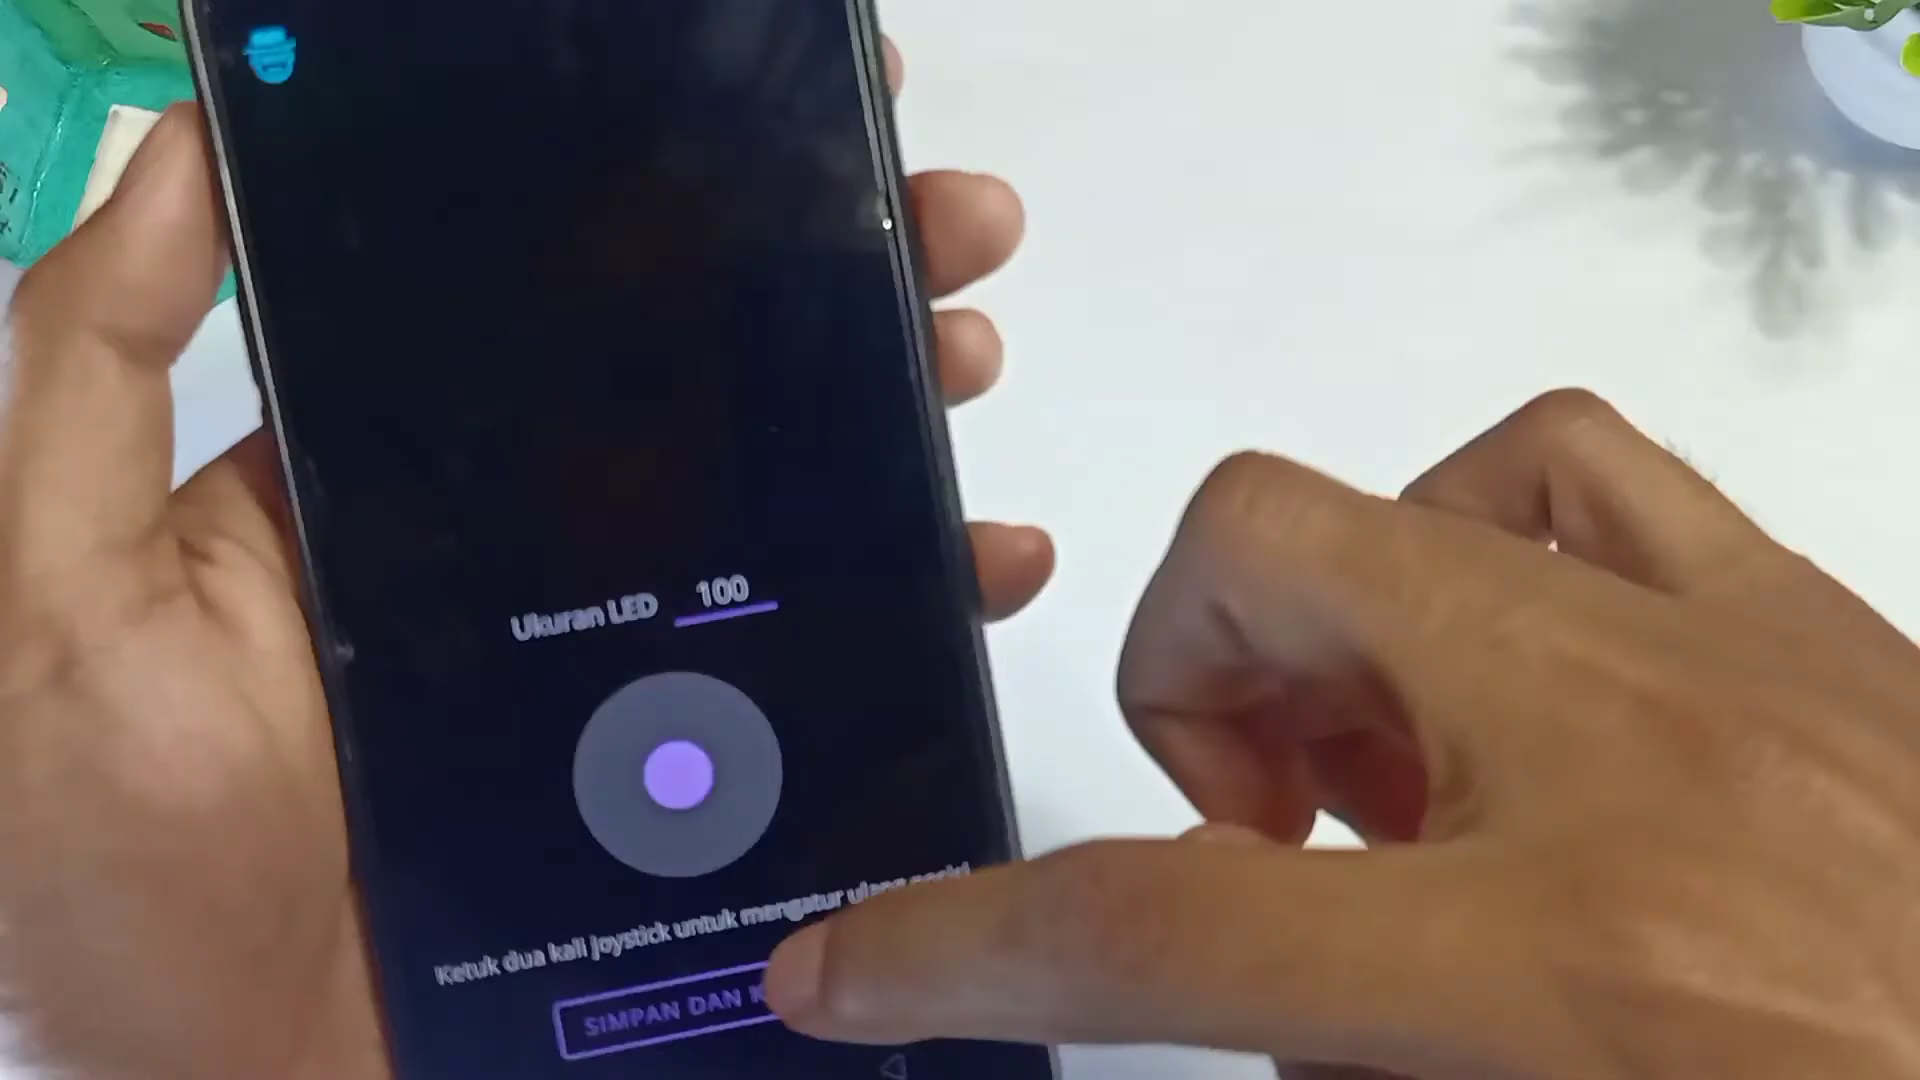 Ukuran LED 100
Ketuk dua kali joystick untuk mengatur ulang
SIMPAN DAN